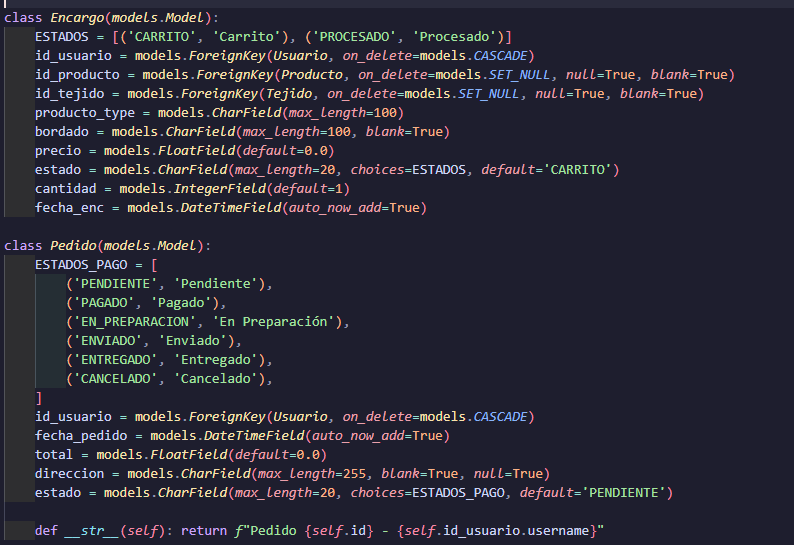 class Encargo(models.Model):
    ESTADOS = [('CARRITO', 'Carrito'), ('PROCESADO', 'Procesado')]
    id_usuario = models.ForeignKey(Usuario, on_delete=models.CASCADE)
    id_producto = models.ForeignKey(Producto, on_delete=models.SET_NULL, null=True, blank=True)
    id_tejido = models.ForeignKey(Tejido, on_delete=models.SET_NULL, null=True, blank=True)
    producto_type = models.CharField(max_length=100)
    bordado = models.CharField(max_length=100, blank=True)
    precio = models.FloatField(default=0.0)
    estado = models.CharField(max_length=20, choices=ESTADOS, default='CARRITO')
    cantidad = models.IntegerField(default=1)
    fecha_enc = models.DateTimeField(auto_now_add=True)

class Pedido(models.Model):
    ESTADOS_PAGO = [
        ('PENDIENTE', 'Pendiente'),
        ('PAGADO', 'Pagado'),
        ('EN_PREPARACION', 'En Preparación'),
        ('ENVIADO', 'Enviado'),
        ('ENTREGADO', 'Entregado'),
        ('CANCELADO', 'Cancelado'),
    ]
    id_usuario = models.ForeignKey(Usuario, on_delete=models.CASCADE)
    fecha_pedido = models.DateTimeField(auto_now_add=True)
    total = models.FloatField(default=0.0)
    direccion = models.CharField(max_length=255, blank=True, null=True)
    estado = models.CharField(max_length=20, choices=ESTADOS_PAGO, default='PENDIENTE')

    def __str__(self): return f"Pedido {self.id} - {self.id_usuario.username}"